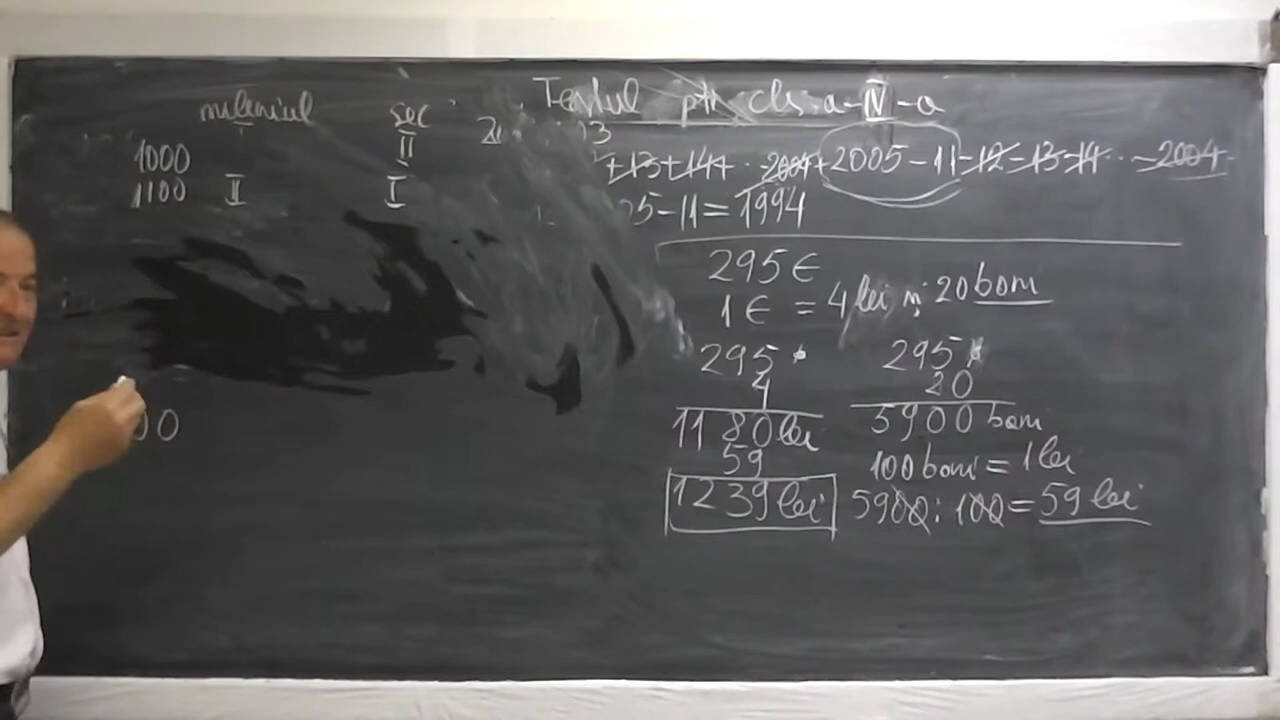 mileniul sec
Testul pt. cls. a-IV-a
1000 I II
1100 II I
+13+14+ ... 2004+2005-11-12-13-14 ... -2004
05-11=1994
295€
1€ = 4 lei și 20 bani
295 · 295 ·
4 20
1180 lei 5900 bani
59 100 bani = 1 lei
1239 lei 5900:100=59 lei
00